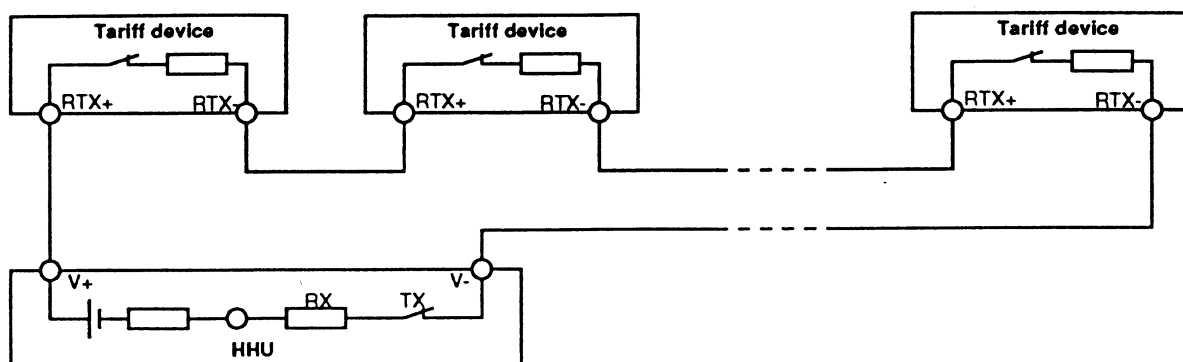 Tariff device Tariff device Tariff device
RTX+ RTX- RTX+ RTX- RTX+ RTX-
V+ V-
RX TX
HHU